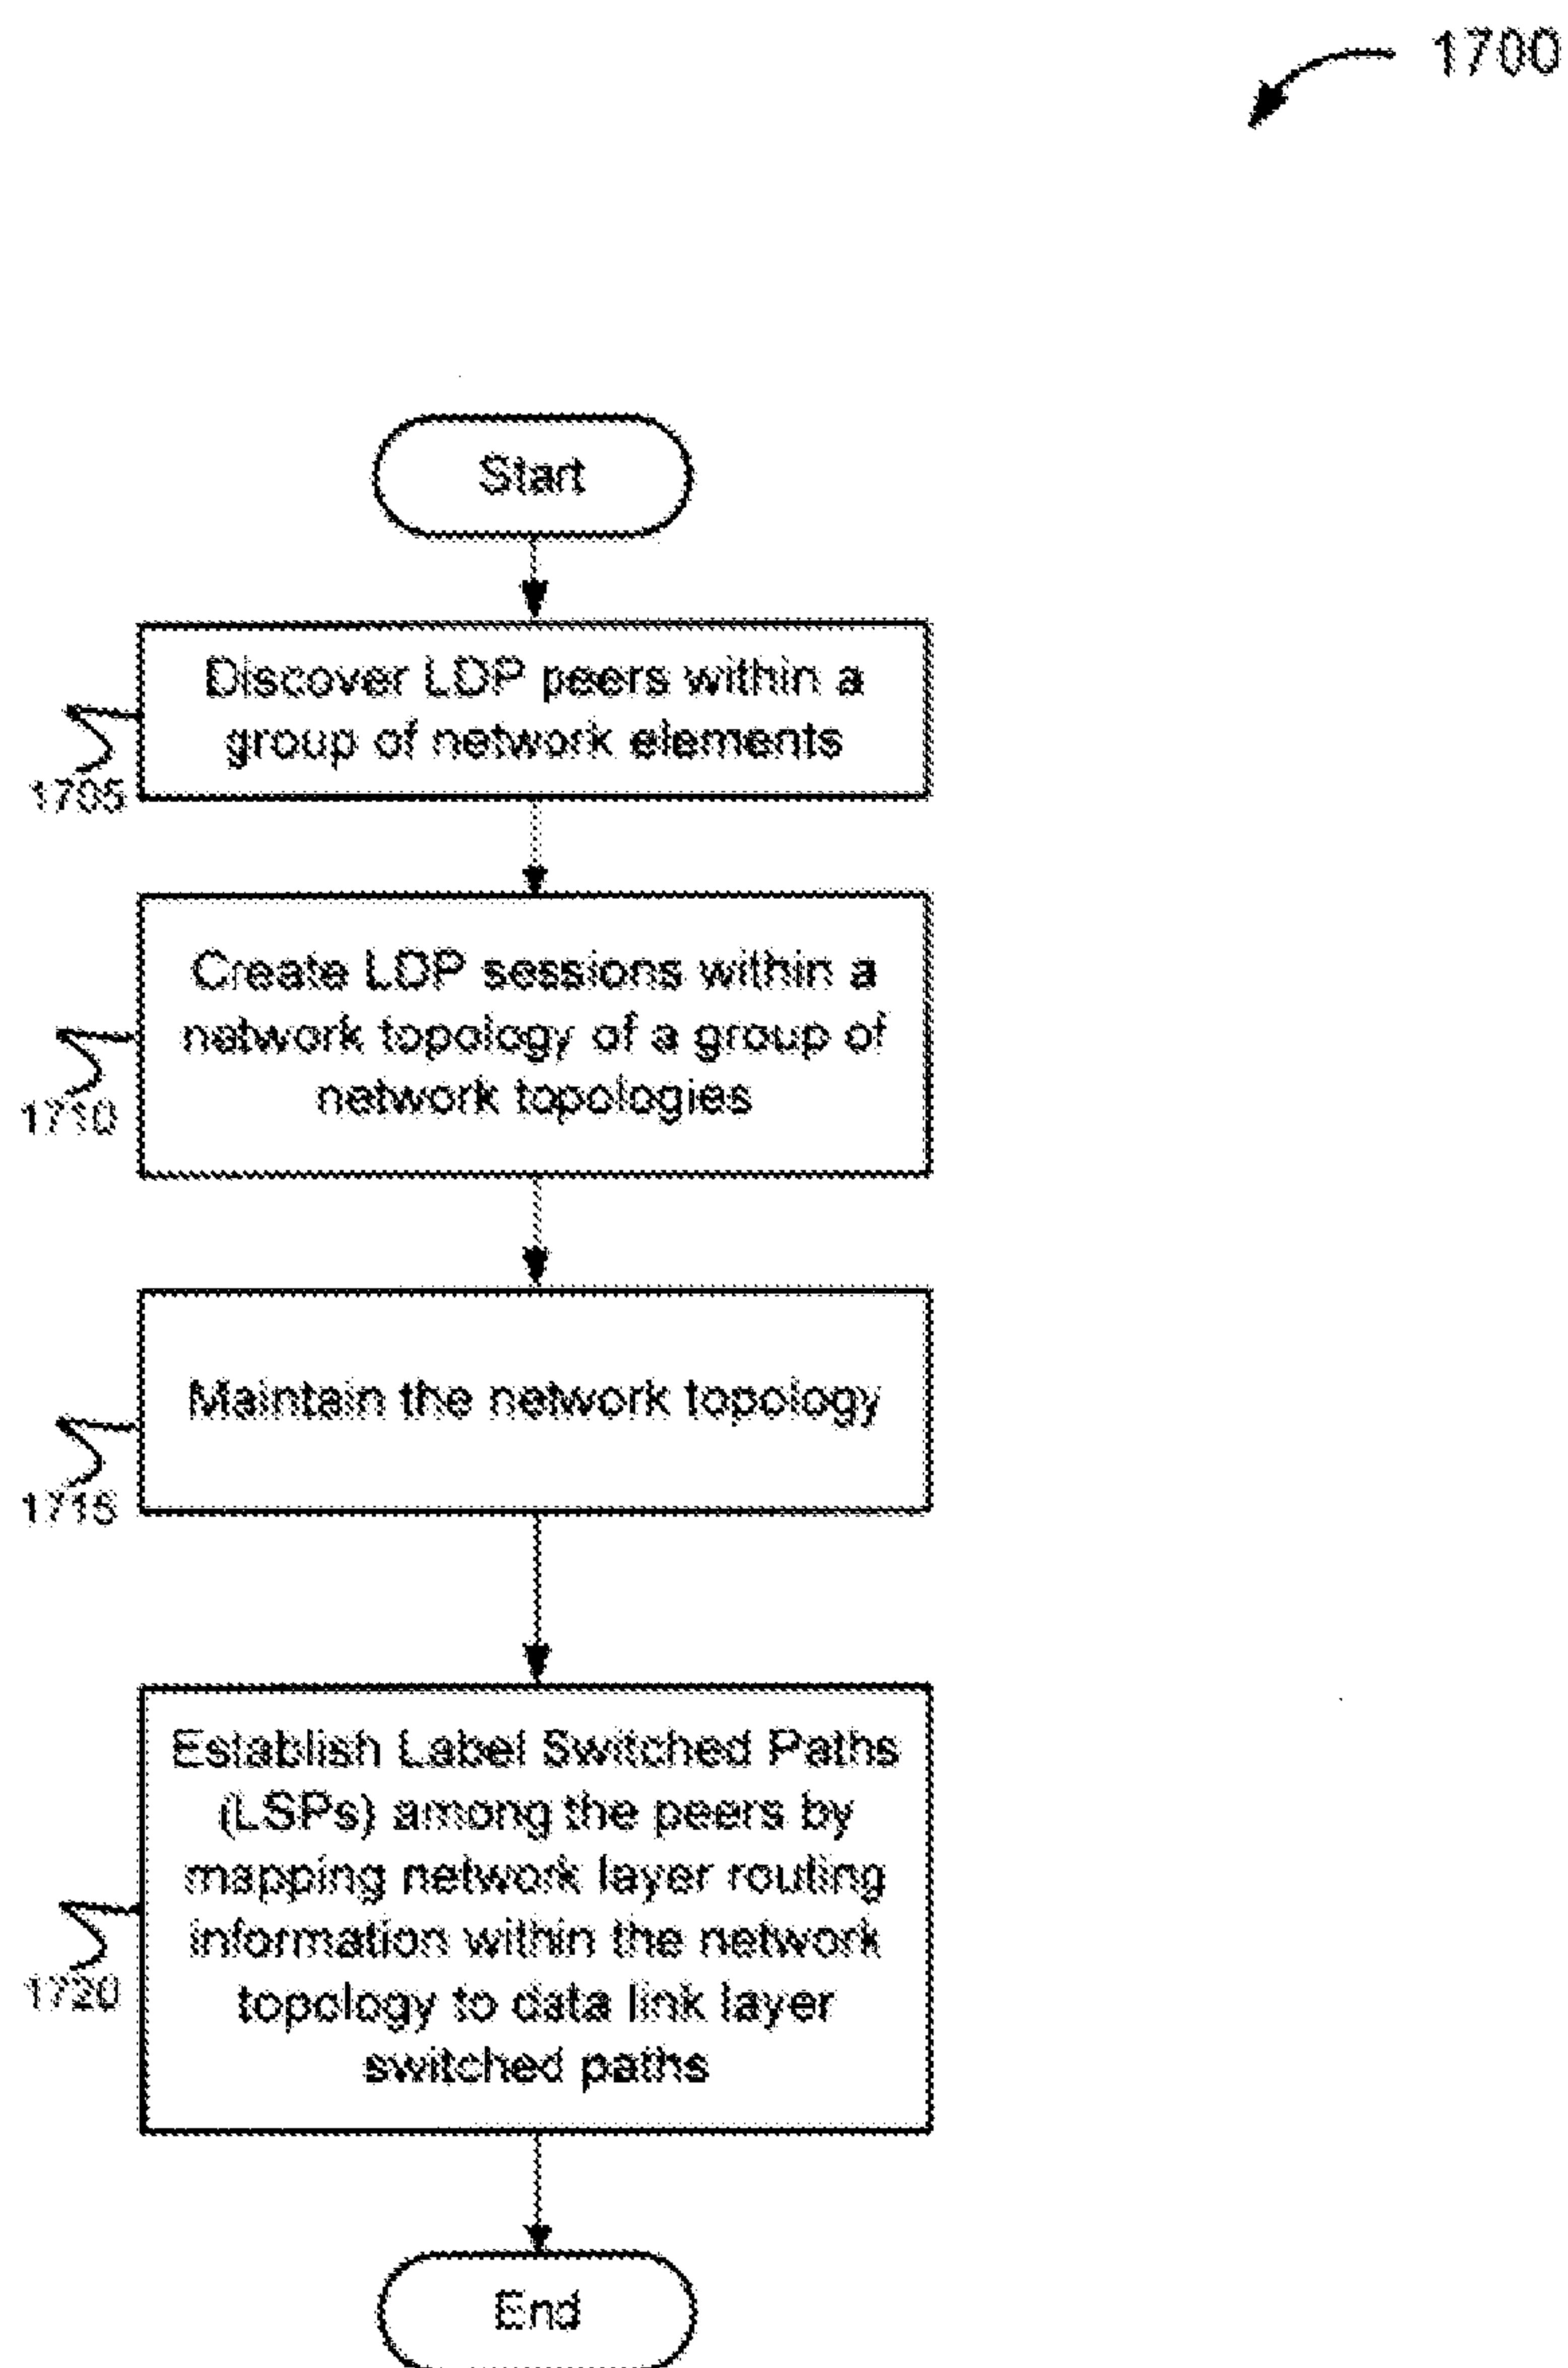 1700
Start
Discover LDP peers within a
group of network elements
1705
Create LDP sessions within a
network topology of a group of
network topologies
1710
Maintain the network topology
1715
Establish Label Switched Paths
(LSPs) among the peers by
mapping network layer routing
information within the network
topology to data link layer
switched paths
1720
End